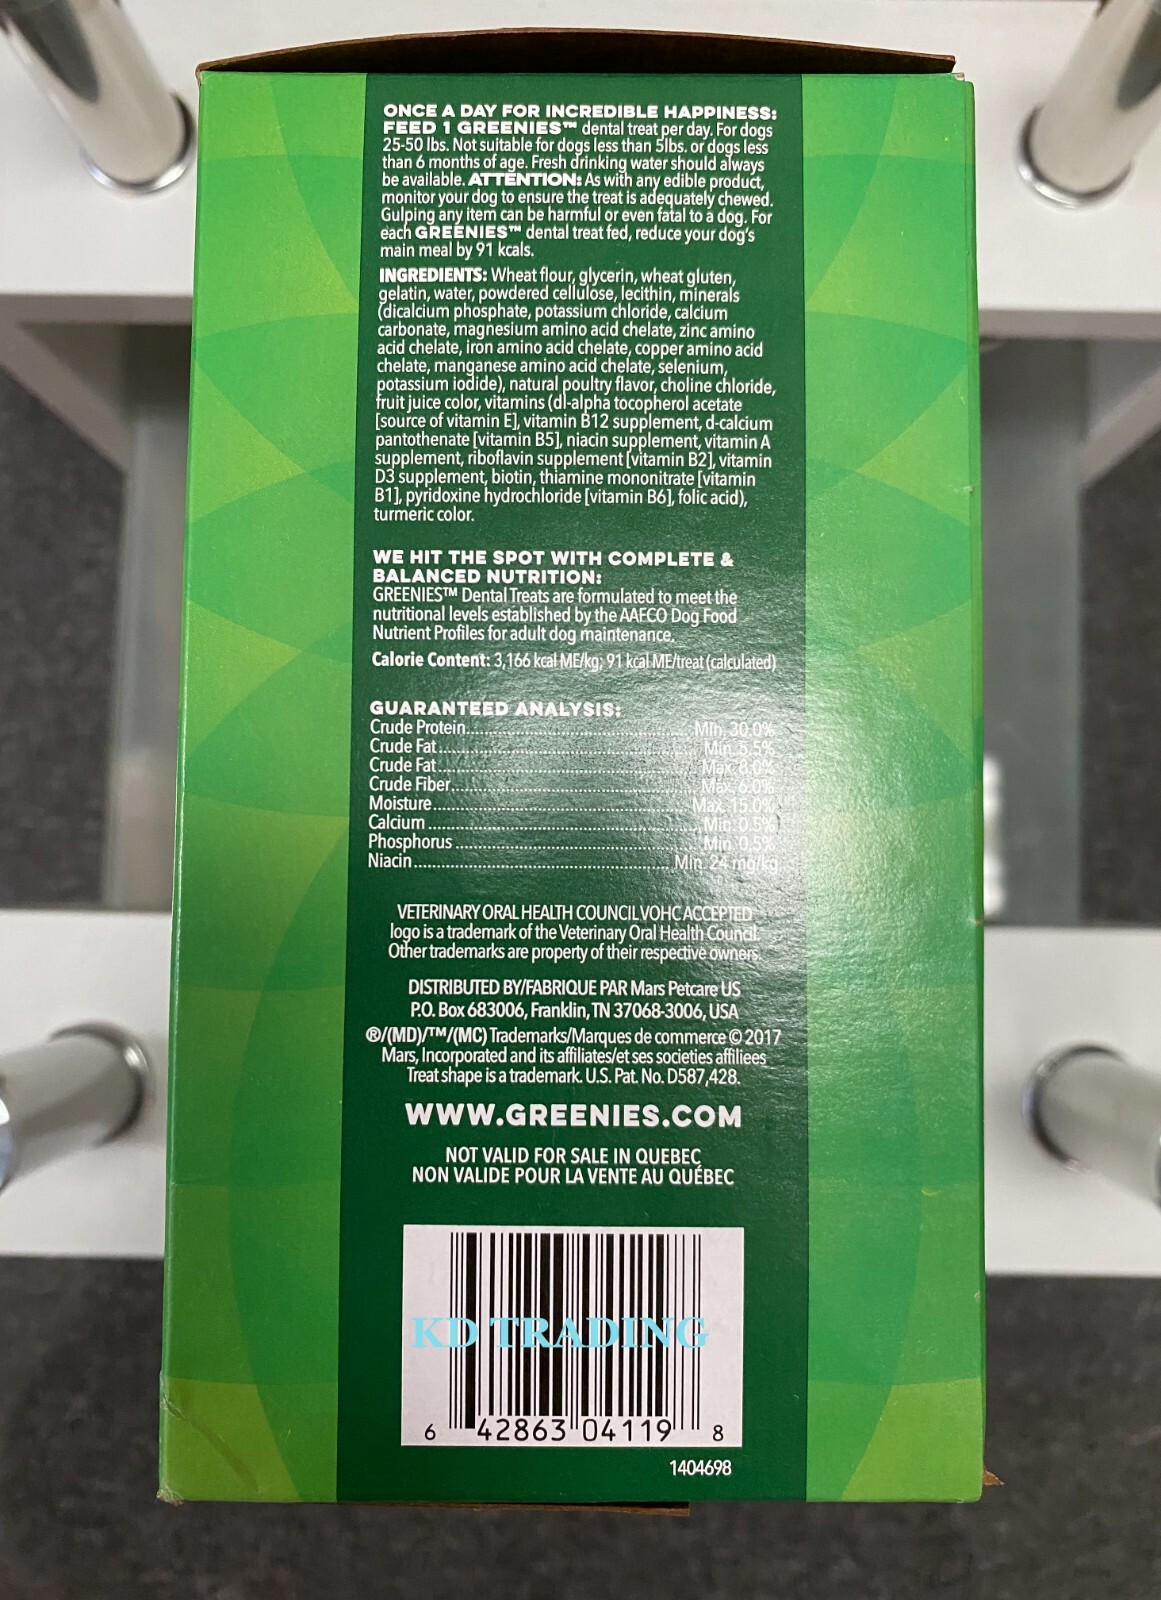 ONCE A DAY FOR INCREDIBLE HAPPINESS:
FEED 1 GREENIES™ dental treat per day. For dogs
25-50 lbs. Not suitable for dogs less than 5lbs. or dogs less
than 6 months of age. Fresh drinking water should always
be available. ATTENTION: As with any edible product,
monitor your dog to ensure the treat is adequately chewed.
Gulping any item can be harmful or even fatal to a dog. For
each GREENIES™ dental treat fed, reduce your dog's
main meal by 91 kcals.
INGREDIENTS: Wheat flour, glycerin, wheat gluten,
gelatin, water, powdered cellulose, lecithin, minerals
(dicalcium phosphate, potassium chloride, calcium
carbonate, magnesium amino acid chelate, zinc amino
acid chelate, iron amino acid chelate, copper amino acid
chelate, manganese amino acid chelate, selenium,
potassium iodide), natural poultry flavor, choline chloride,
fruit juice color, vitamins (dl-alpha tocopherol acetate
[source of vitamin E], vitamin B12 supplement, d-calcium
pantothenate [vitamin B5], niacin supplement, vitamin A
supplement, riboflavin supplement [vitamin B2], vitamin
D3 supplement, biotin, thiamine mononitrate [vitamin
B1], pyridoxine hydrochloride [vitamin B6], folic acid),
turmeric color.
WE HIT THE SPOT WITH COMPLETE &
BALANCED NUTRITION:
GREENIES™ Dental Treats are formulated to meet the
nutritional levels established by the AAFCO Dog Food
Nutrient Profiles for adult dog maintenance.
Calorie Content: 3,166 kcal ME/kg; 91 kcal ME/treat (calculated)
GUARANTEED ANALYSIS:
Crude Protein.......................................... Min. 30.0%
Crude Fat.......................................... Min. 5.5%
Crude Fat.......................................... Max. 8.0%
Crude Fiber.......................................... Max. 6.0%
Moisture.......................................... Max. 15.0%
Calcium.......................................... Min. 0.5%
Phosphorus.......................................... Min. 0.5%
Niacin.......................................... Min. 24 mg/kg
VETERINARY ORAL HEALTH COUNCIL VOHC ACCEPTED
logo is a trademark of the Veterinary Oral Health Council.
Other trademarks are property of their respective owners.
DISTRIBUTED BY/FABRIQUE PAR Mars Petcare US
P.O. Box 683006, Franklin, TN 37068-3006, USA
®/(MD)/™/(MC) Trademarks/Marques de commerce © 2017
Mars, Incorporated and its affiliates/et ses societies affiliees
Treat shape is a trademark. U.S. Pat. No. D587,428.
WWW.GREENIES.COM
NOT VALID FOR SALE IN QUEBEC
NON VALIDE POUR LA VENTE AU QUÉBEC
KD TRADING
6 42863 04119 8
1404698